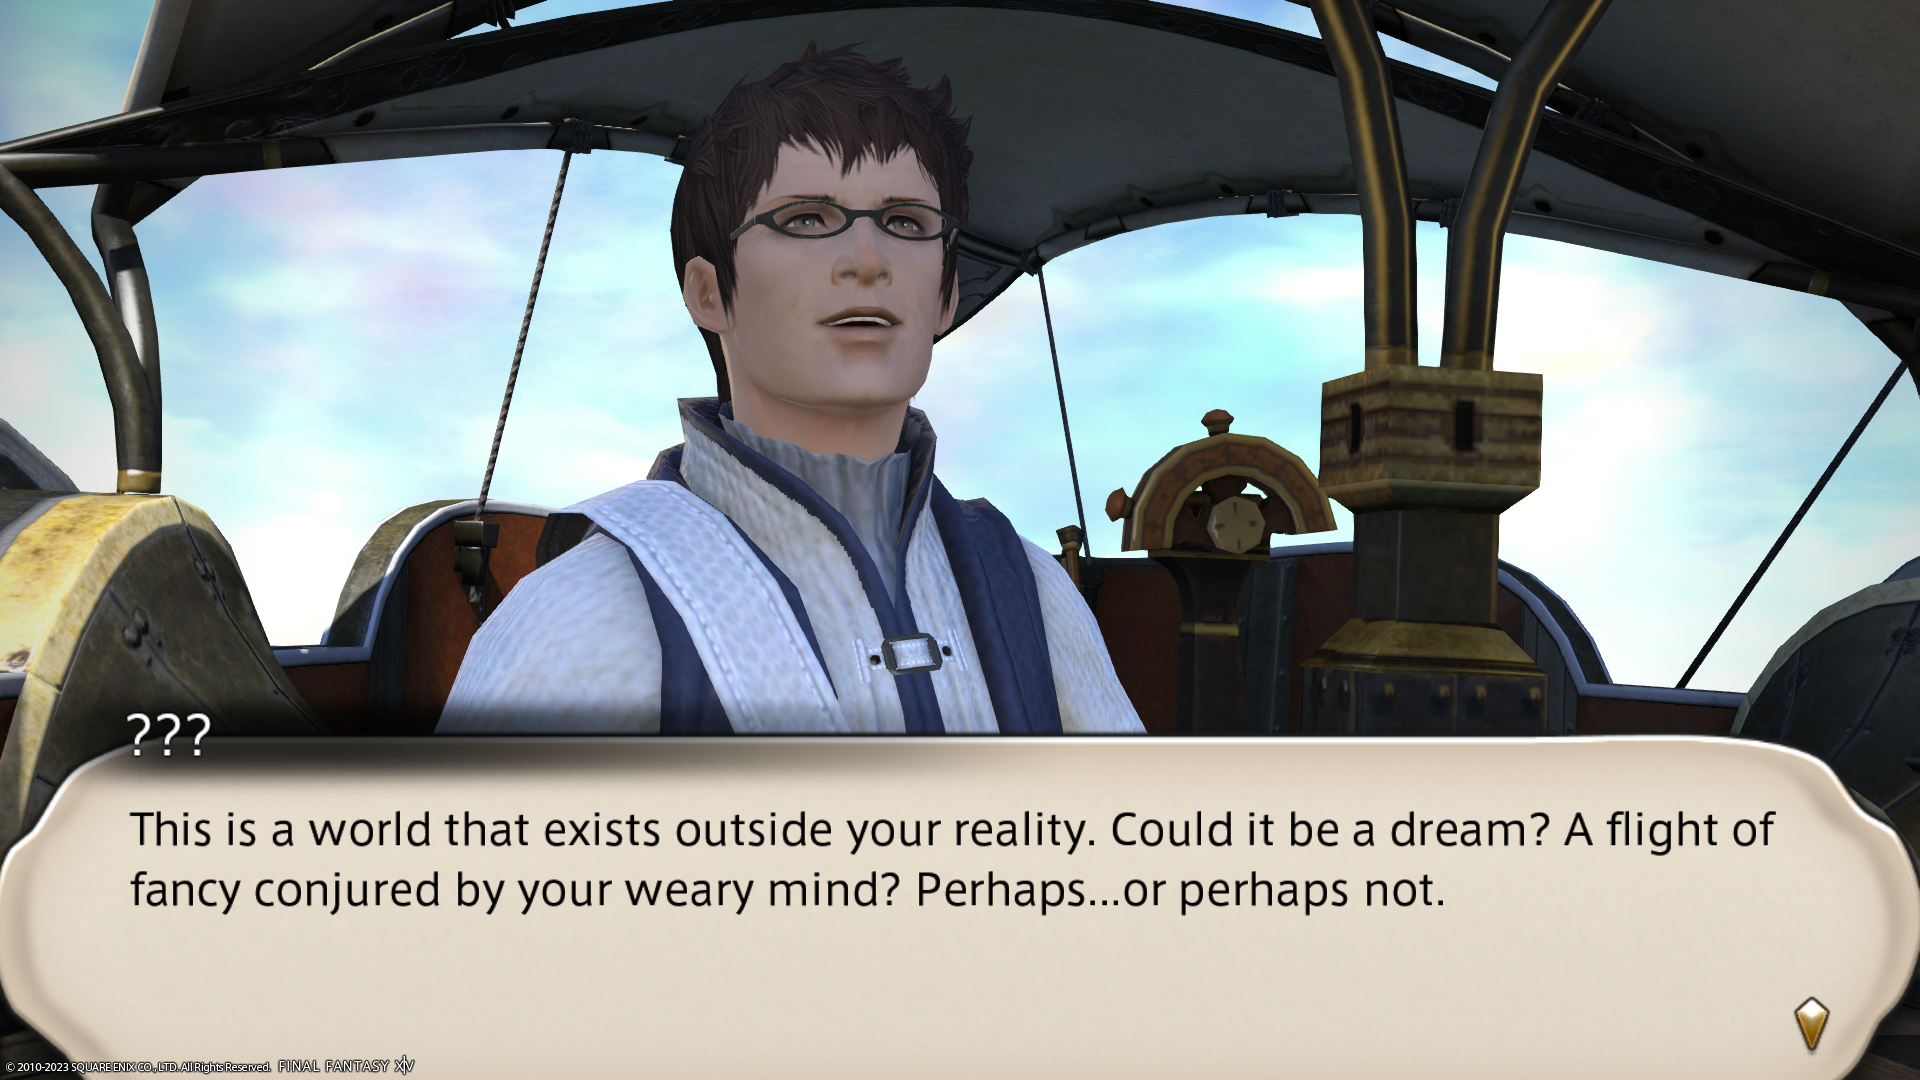 ???
This is a world that exists outside your reality. Could it be a dream? A flight of
fancy conjured by your weary mind? Perhaps...or perhaps not.
© 2010-2023 SQUARE ENIX CO., LTD. All Rights Reserved. FINAL FANTASY XIV